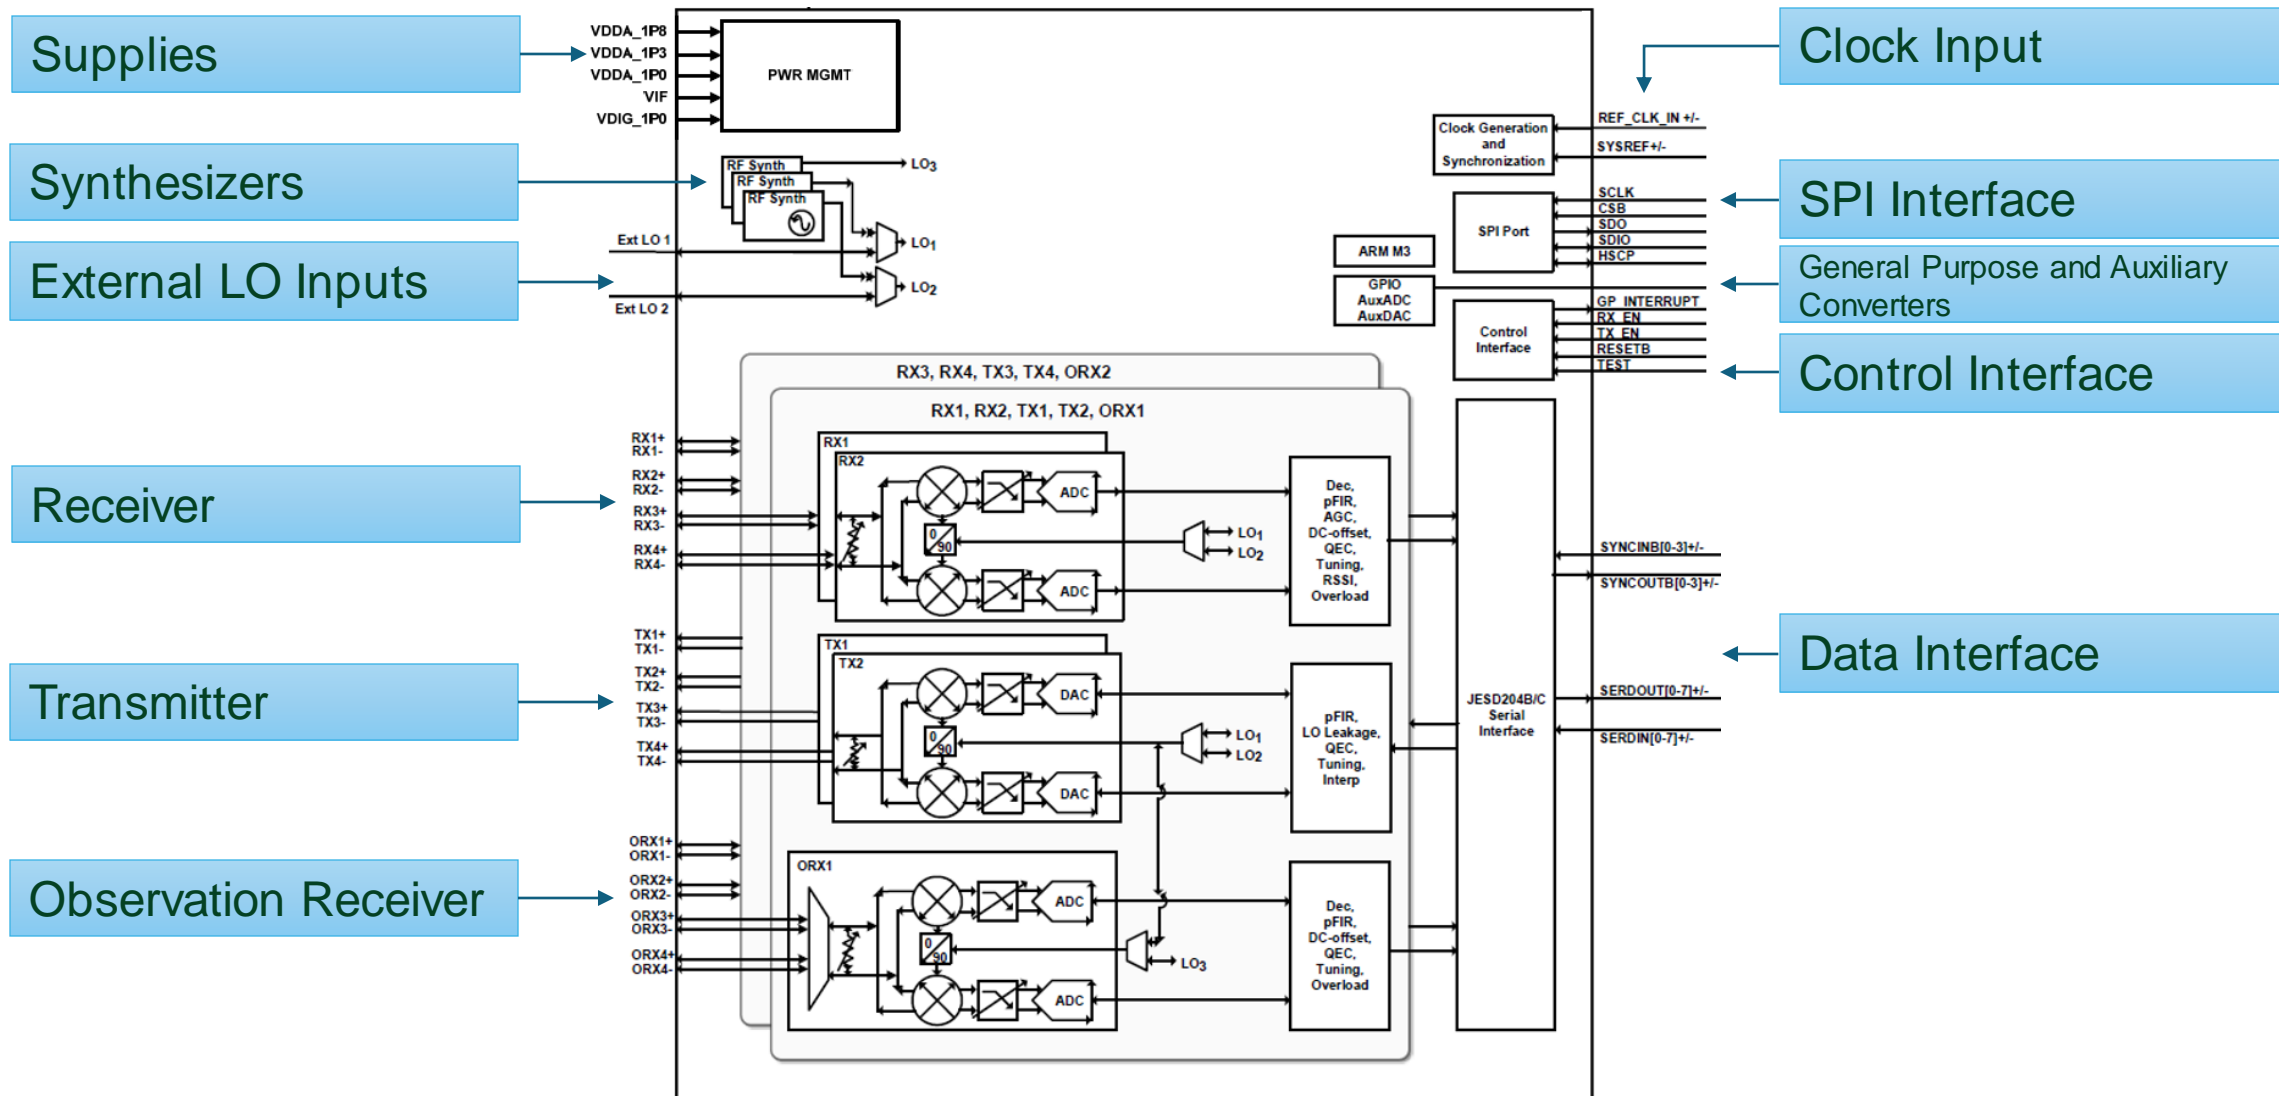 Supplies
Synthesizers
External LO Inputs
Receiver
Transmitter
Observation Receiver
VDDA_1P8
VDDA_1P3
VDDA_1P0
VIF
VDIG_1P0
PWR MGMT
RF Synth
RF Synth
RF Synth
LO3
LO1
LO2
Ext LO 1
Ext LO 2
Clock Generation
and
Synchronization
REF_CLK_IN +/-
SYSREF+/-
SPI Port
SCLK
CSB
SDO
SDIO
HSCP
ARM M3
GPIO
AuxADC
AuxDAC
Control
Interface
GP_INTERRUPT
RX_EN
TX_EN
RESETB
TEST
Clock Input
SPI Interface
General Purpose and Auxiliary
Converters
Control Interface
Data Interface
RX3, RX4, TX3, TX4, ORX2
RX1, RX2, TX1, TX2, ORX1
RX1+
RX1-
RX2+
RX2-
RX3+
RX3-
RX4+
RX4-
RX1
RX2
ADC
0
90
ADC
LO1
LO2
Dec,
pFIR,
AGC,
DC-offset,
QEC,
Tuning,
RSSI,
Overload
TX1+
TX1-
TX2+
TX2-
TX3+
TX3-
TX4+
TX4-
TX1
TX2
DAC
0
90
DAC
LO1
LO2
pFIR,
LO Leakage,
QEC,
Tuning,
Interp
ORX1+
ORX1-
ORX2+
ORX2-
ORX3+
ORX3-
ORX4+
ORX4-
ORX1
ADC
0
90
ADC
LO3
Dec,
pFIR,
DC-offset,
QEC,
Tuning,
Overload
JESD204B/C
Serial
Interface
SYNCINB[0-3]+/-
SYNCOUTB[0-3]+/-
SERDOUT[0-7]+/-
SERDIN[0-7]+/-